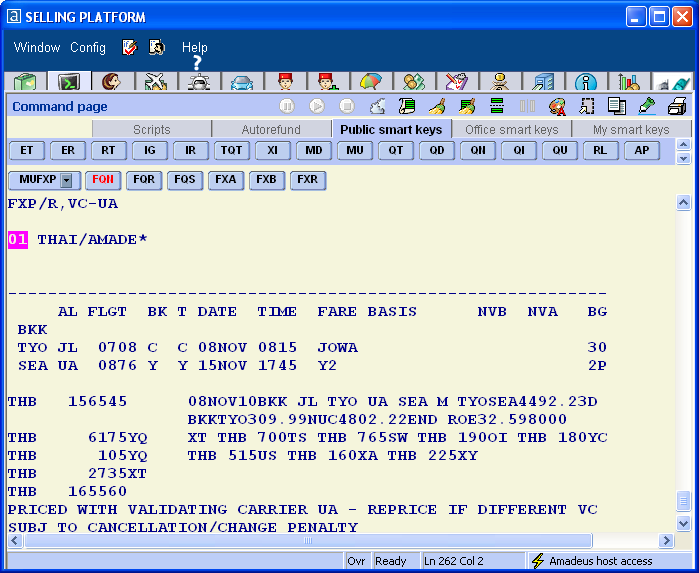 a SELLING PLATFORM
Window Config Help
?
Command page
Scripts Autorefund Public smart keys Office smart keys My smart keys
ET ER RT IG IR TQT XI MD MU QT QD QN QI QU RL AP
MUFXP FQN FQR FQS FXA FXB FXR
FXP/R,VC-UA
01 THAI/AMADE*
------------------------------------------------------------
AL FLGT BK T DATE TIME FARE BASIS NVB NVA BG
BKK
TYO JL 0708 C C 08NOV 0815 JOWA 30
SEA UA 0876 Y Y 15NOV 1745 Y2 2P
THB 156545 08NOV10BKK JL TYO UA SEA M TYOSEA4492.23D
BKKTYO309.99NUC4802.22END ROE32.598000
THB 6175YQ XT THB 700TS THB 765SW THB 190OI THB 180YC
THB 105YQ THB 515US THB 160XA THB 225XY
THB 2735XT
THB 165560
PRICED WITH VALIDATING CARRIER UA - REPRICE IF DIFFERENT VC
SUBJ TO CANCELLATION/CHANGE PENALTY
Ovr Ready Ln 262 Col 2 Amadeus host access